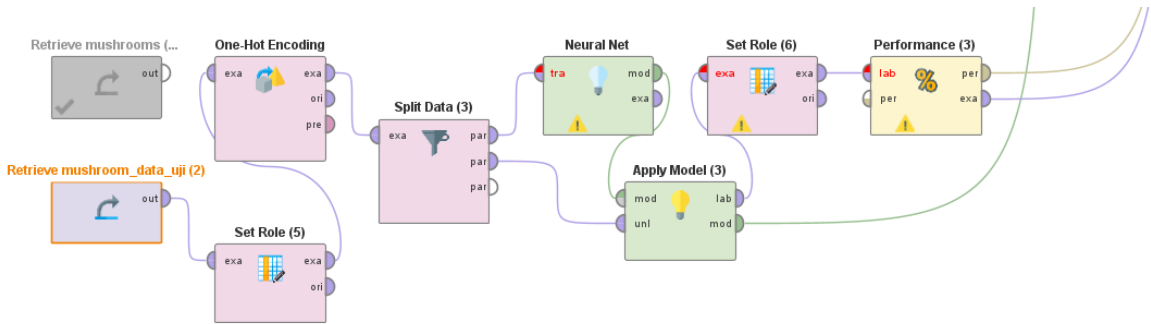 Retrieve mushrooms (...
out
One-Hot Encoding
exa
exa
ori
pre
Split Data (3)
exa
par
par
par
Neural Net
tra
mod
exa
Set Role (6)
exa
exa
ori
Performance (3)
lab
per
per
exa
%
Retrieve mushroom_data_uji (2)
out
Set Role (5)
exa
exa
ori
Apply Model (3)
mod
unl
lab
mod